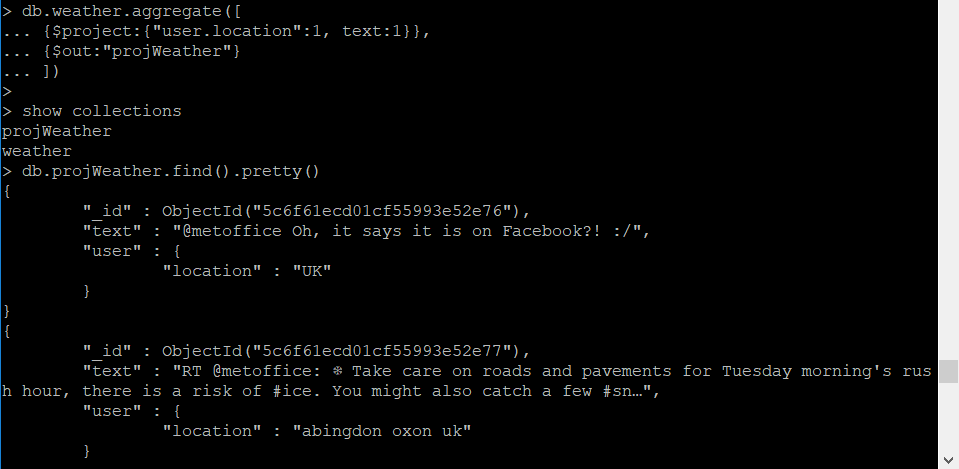 > db.weather.aggregate([
... {$project:{"user.location":1, text:1}},
... {$out:"projWeather"}
... ])
>
> show collections
projWeather
weather
> db.projWeather.find().pretty()
{
        "_id" : ObjectId("5c6f61ecd01cf55993e52e76"),
        "text" : "@metoffice Oh, it says it is on Facebook?! :/",
        "user" : {
                "location" : "UK"
        }
}
{
        "_id" : ObjectId("5c6f61ecd01cf55993e52e77"),
        "text" : "RT @metoffice: ❄ Take care on roads and pavements for Tuesday morning's rus
h hour, there is a risk of #ice. You might also catch a few #sn…",
        "user" : {
                "location" : "abingdon oxon uk"
        }